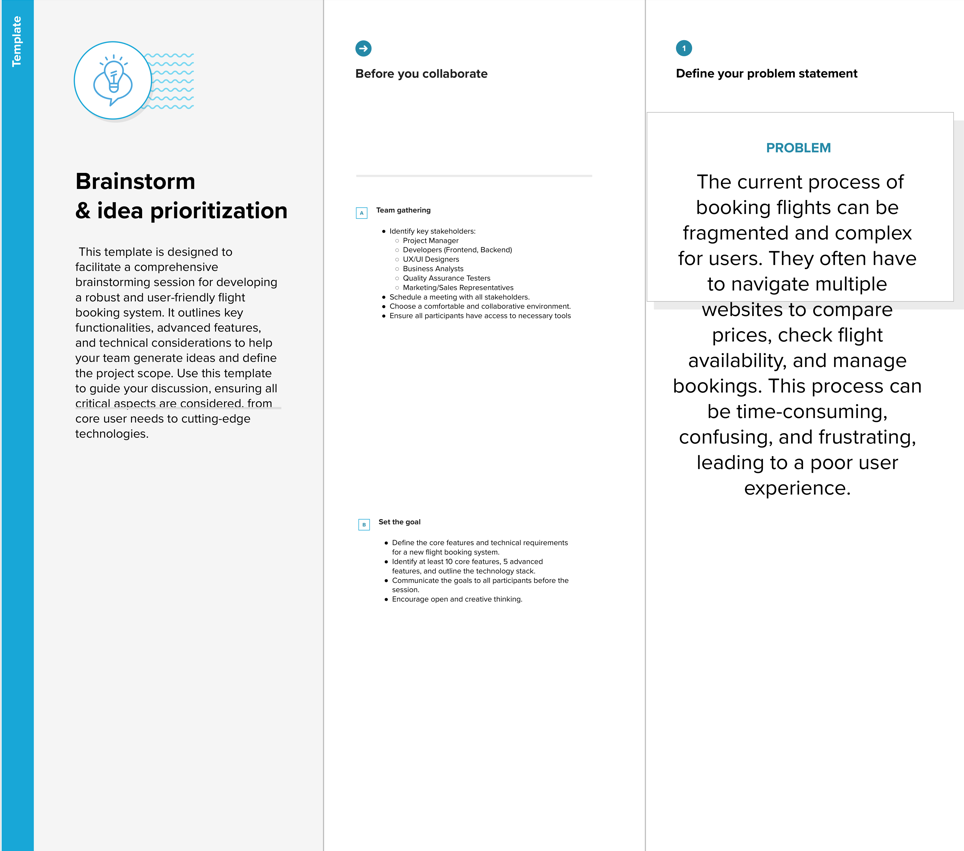 Template
Brainstorm
& idea prioritization
This template is designed to
facilitate a comprehensive
brainstorming session for developing
a robust and user-friendly flight
booking system. It outlines key
functionalities, advanced features,
and technical considerations to help
your team generate ideas and define
the project scope. Use this template
to guide your discussion, ensuring all
critical aspects are considered, from
core user needs to cutting-edge
technologies.
Before you collaborate
A
Team gathering
● Identify key stakeholders:
○ Project Manager
○ Developers (Frontend, Backend)
○ UX/UI Designers
○ Business Analysts
○ Quality Assurance Testers
○ Marketing/Sales Representatives
● Schedule a meeting with all stakeholders.
● Choose a comfortable and collaborative environment.
● Ensure all participants have access to necessary tools
B
Set the goal
● Define the core features and technical requirements
for a new flight booking system.
● Identify at least 10 core features, 5 advanced
features, and outline the technology stack.
● Communicate the goals to all participants before the
session.
● Encourage open and creative thinking.
1
Define your problem statement
PROBLEM
The current process of
booking flights can be
fragmented and complex
for users. They often have
to navigate multiple
websites to compare
prices, check flight
availability, and manage
bookings. This process can
be time-consuming,
confusing, and frustrating,
leading to a poor user
experience.